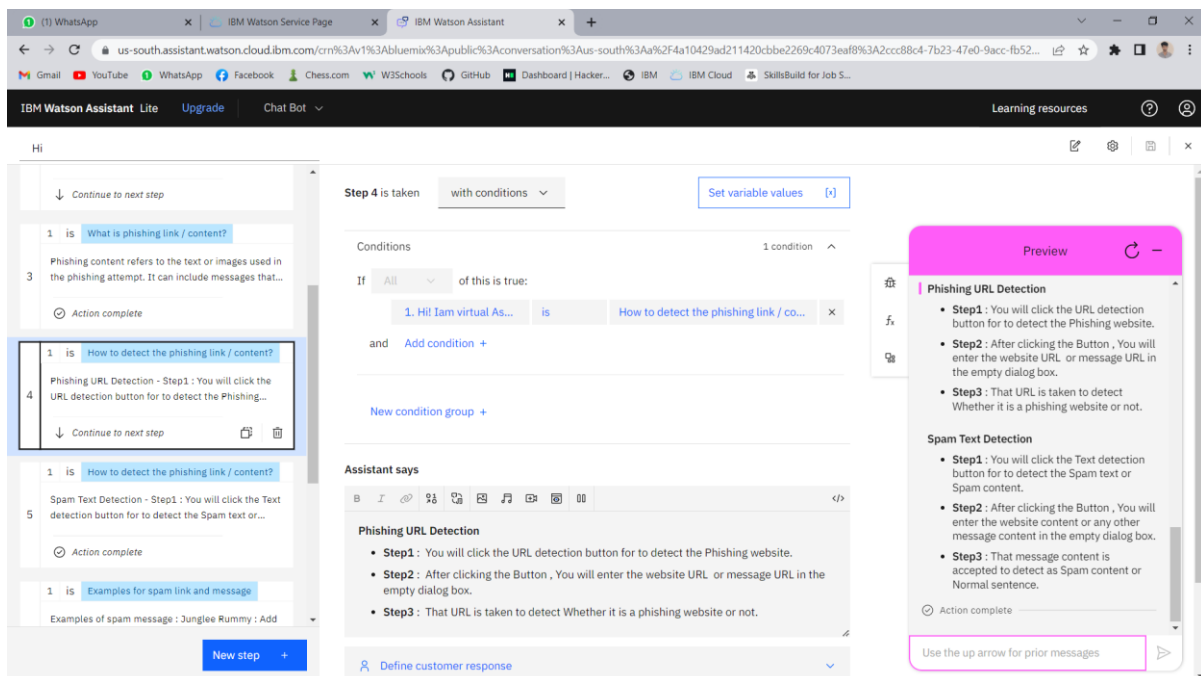 (1) WhatsApp
IBM Watson Service Page
IBM Watson Assistant
us-south.assistant.watson.cloud.ibm.com/crn%3Av1%3Abluemix%3Apublic%3Aconversation%3Aus-south%3Aa%2F4a10429ad211420cbbe2269c4073eaf8%3A2ccc88c4-7b23-47e0-9acc-fb52...
Gmail YouTube WhatsApp Facebook Chess.com W3Schools GitHub Dashboard | Hacker... IBM IBM Cloud SkillsBuild for Job S...
IBM Watson Assistant Lite Upgrade Chat Bot Learning resources
Hi
Continue to next step
1 is What is phishing link / content?
3
Phishing content refers to the text or images used in
the phishing attempt. It can include messages that...
Action complete
1 is How to detect the phishing link / content?
4
Phishing URL Detection - Step1 : You will click the
URL detection button for to detect the Phishing...
Continue to next step
1 is How to detect the phishing link / content?
5
Spam Text Detection - Step1 : You will click the Text
detection button for to detect the Spam text or...
Action complete
1 is Examples for spam link and message
Examples of spam message : Junglee Rummy : Add
New step +
Step 4 is taken with conditions
Set variable values
Conditions 1 condition
If All of this is true:
1. Hi! Iam virtual As... is How to detect the phishing link / co...
and Add condition +
New condition group +
Assistant says
Phishing URL Detection
• Step1 : You will click the URL detection button for to detect the Phishing website.
• Step2 : After clicking the Button , You will enter the website URL or message URL in the
empty dialog box.
• Step3 : That URL is taken to detect Whether it is a phishing website or not.
Define customer response
Preview
Phishing URL Detection
• Step1 : You will click the URL detection
button for to detect the Phishing website.
• Step2 : After clicking the Button , You will
enter the website URL or message URL in
the empty dialog box.
• Step3 : That URL is taken to detect
Whether it is a phishing website or not.
Spam Text Detection
• Step1 : You will click the Text detection
button for to detect the Spam text or
Spam content.
• Step2 : After clicking the Button , You will
enter the website content or any other
message content in the empty dialog box.
• Step3 : That message content is
accepted to detect as Spam content or
Normal sentence.
Action complete
Use the up arrow for prior messages